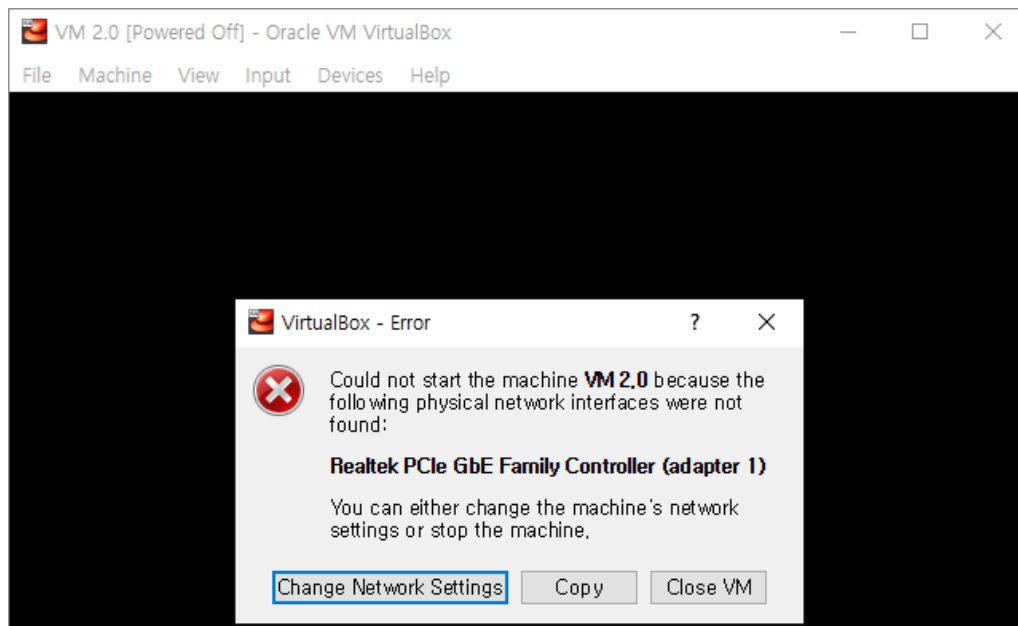 VM 2.0 [Powered Off] - Oracle VM VirtualBox
File Machine View Input Devices Help
VirtualBox - Error
Could not start the machine VM 2.0 because the
following physical network interfaces were not
found:
Realtek PCIe GbE Family Controller (adapter 1)
You can either change the machine's network
settings or stop the machine.
Change Network Settings Copy Close VM